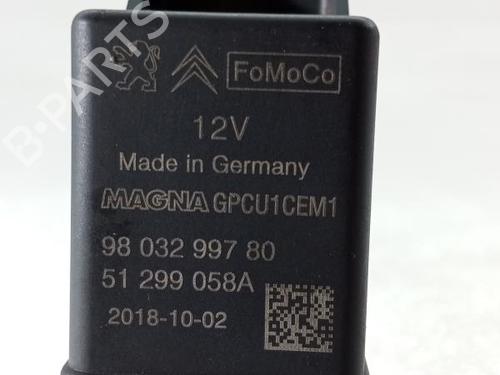 FoMoCo
12V
Made in Germany
MAGNA GPCU1CEM1
98 032 997 80
51 299 058A
2018-10-02
B-PARTS